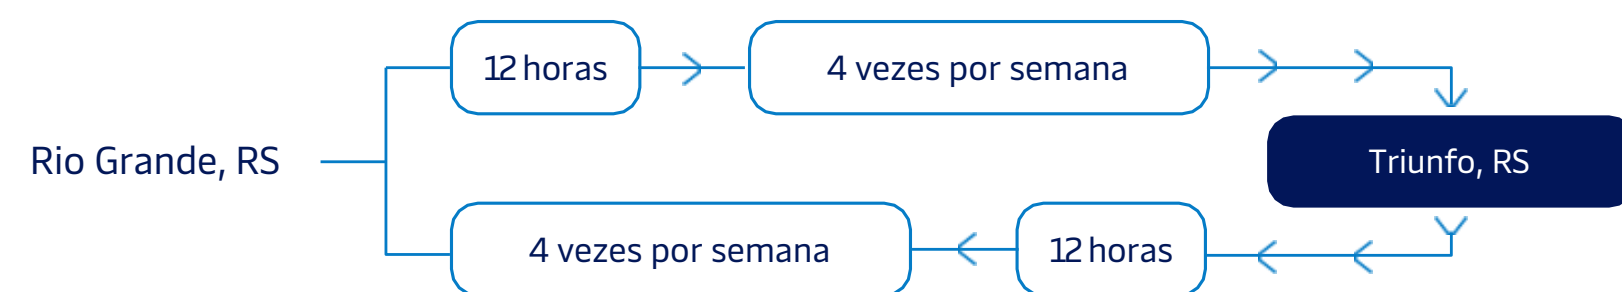 12 horas
4 vezes por semana
Rio Grande, RS
Triunfo, RS
4 vezes por semana
12 horas